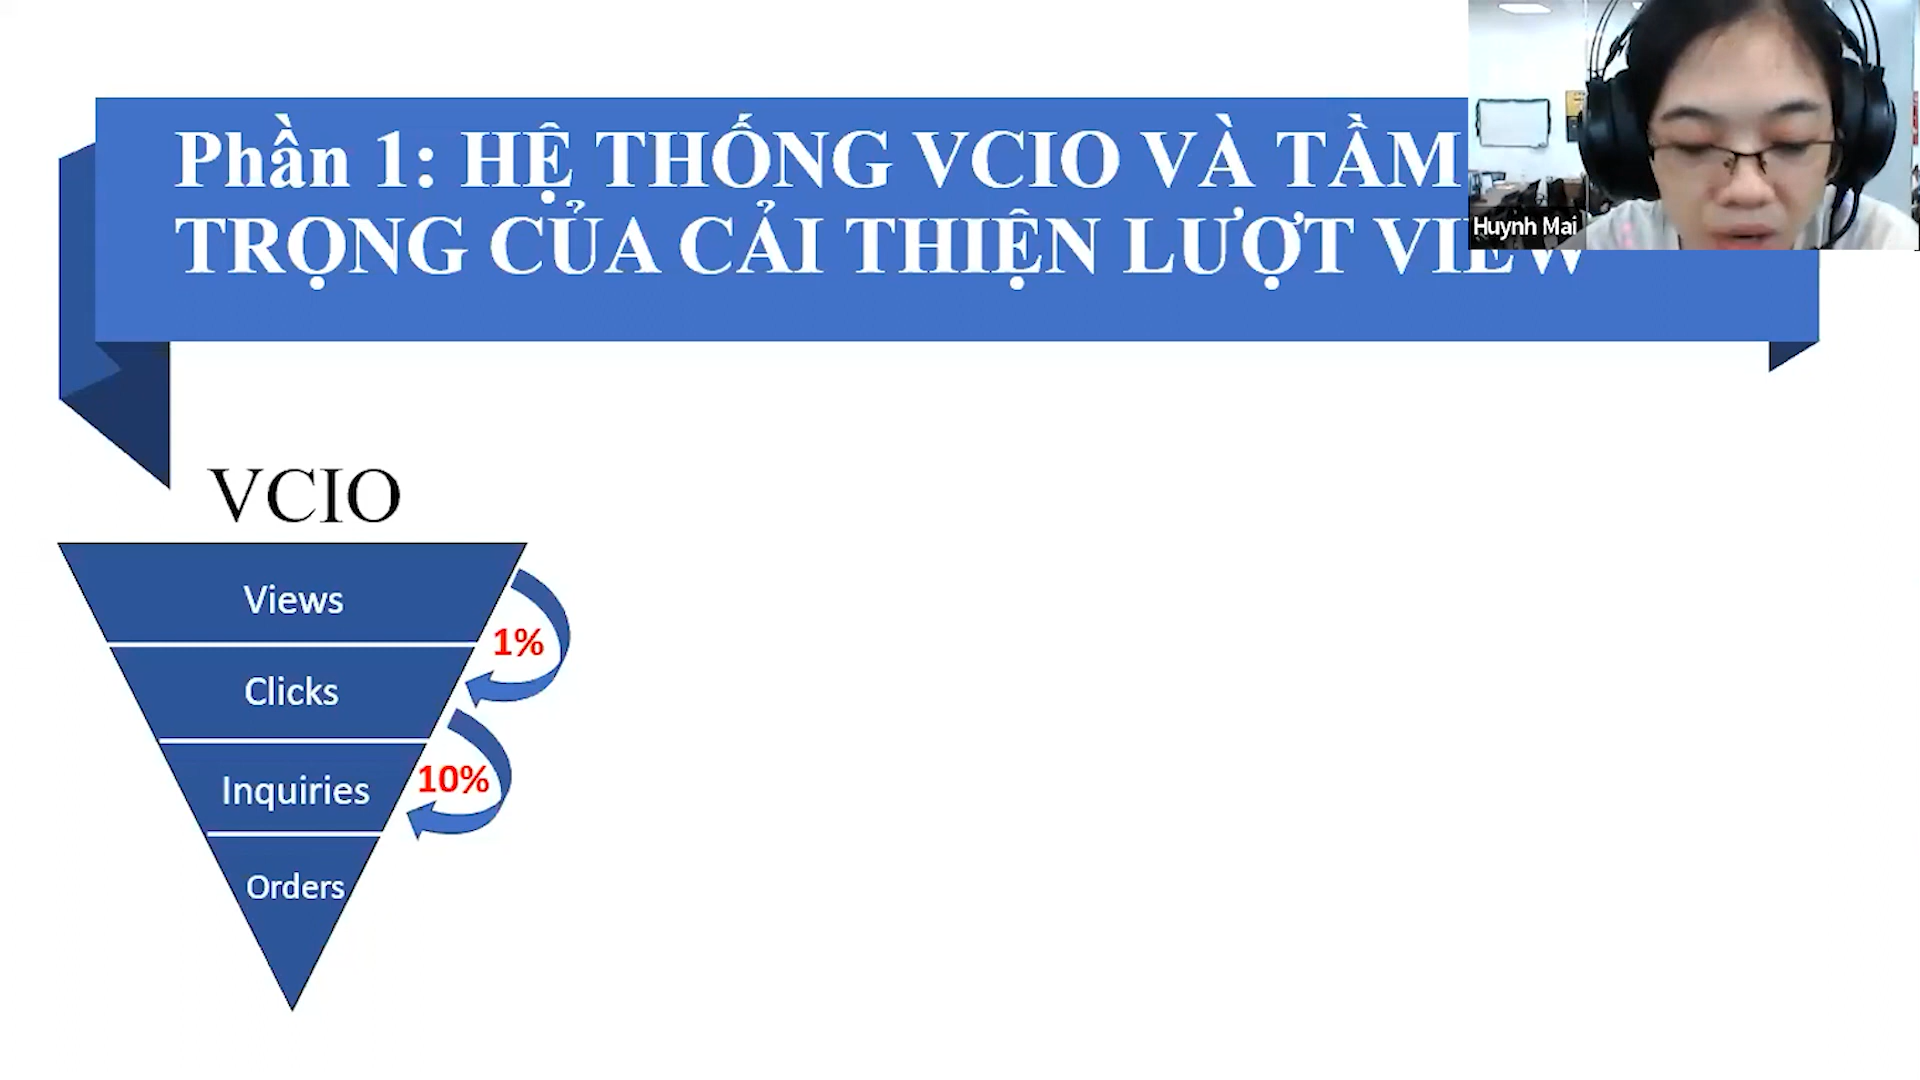 Phần 1: HỆ THỐNG VCIO VÀ TẦM
TRỌNG CỦA CẢI THIỆN LƯỢT VIEW
Huynh Mai
VCIO
Views
1%
Clicks
10%
Inquiries
Orders